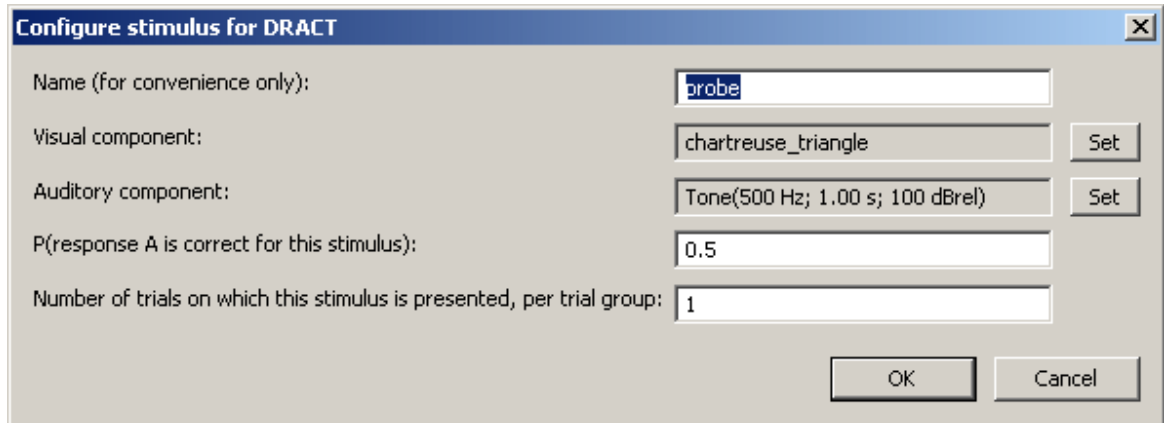 Configure stimulus for DRACT
Name (for convenience only): probe
Visual component: chartreuse_triangle Set
Auditory component: Tone(500 Hz; 1.00 s; 100 dBrel) Set
P(response A is correct for this stimulus): 0.5
Number of trials on which this stimulus is presented, per trial group: 1
OK Cancel